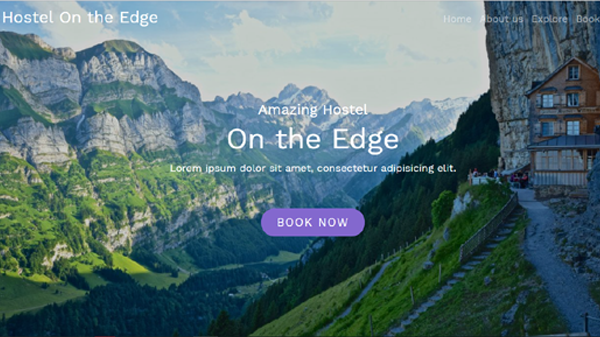 Hostel On the Edge
Home About us Explore Book
Amazing Hostel
On the Edge
Lorem ipsum dolor sit amet, consectetur adipisicing elit.
BOOK NOW